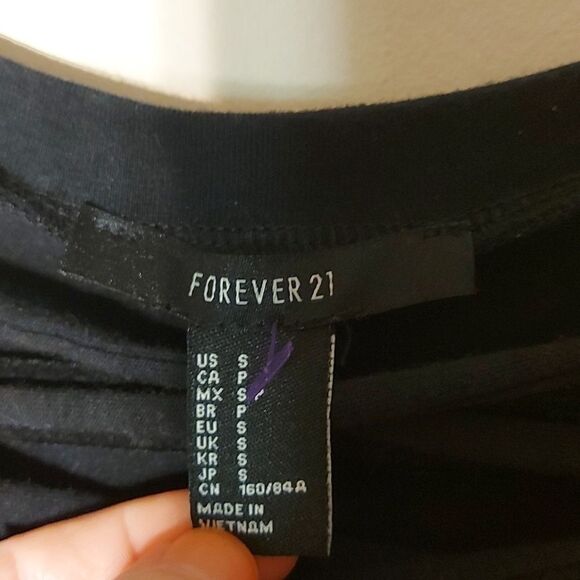 FOREVER 21
US S
CA P
MX S
BR P
EU S
UK S
KR S
JP S
CN 160/84A
MADE IN
VIETNAM